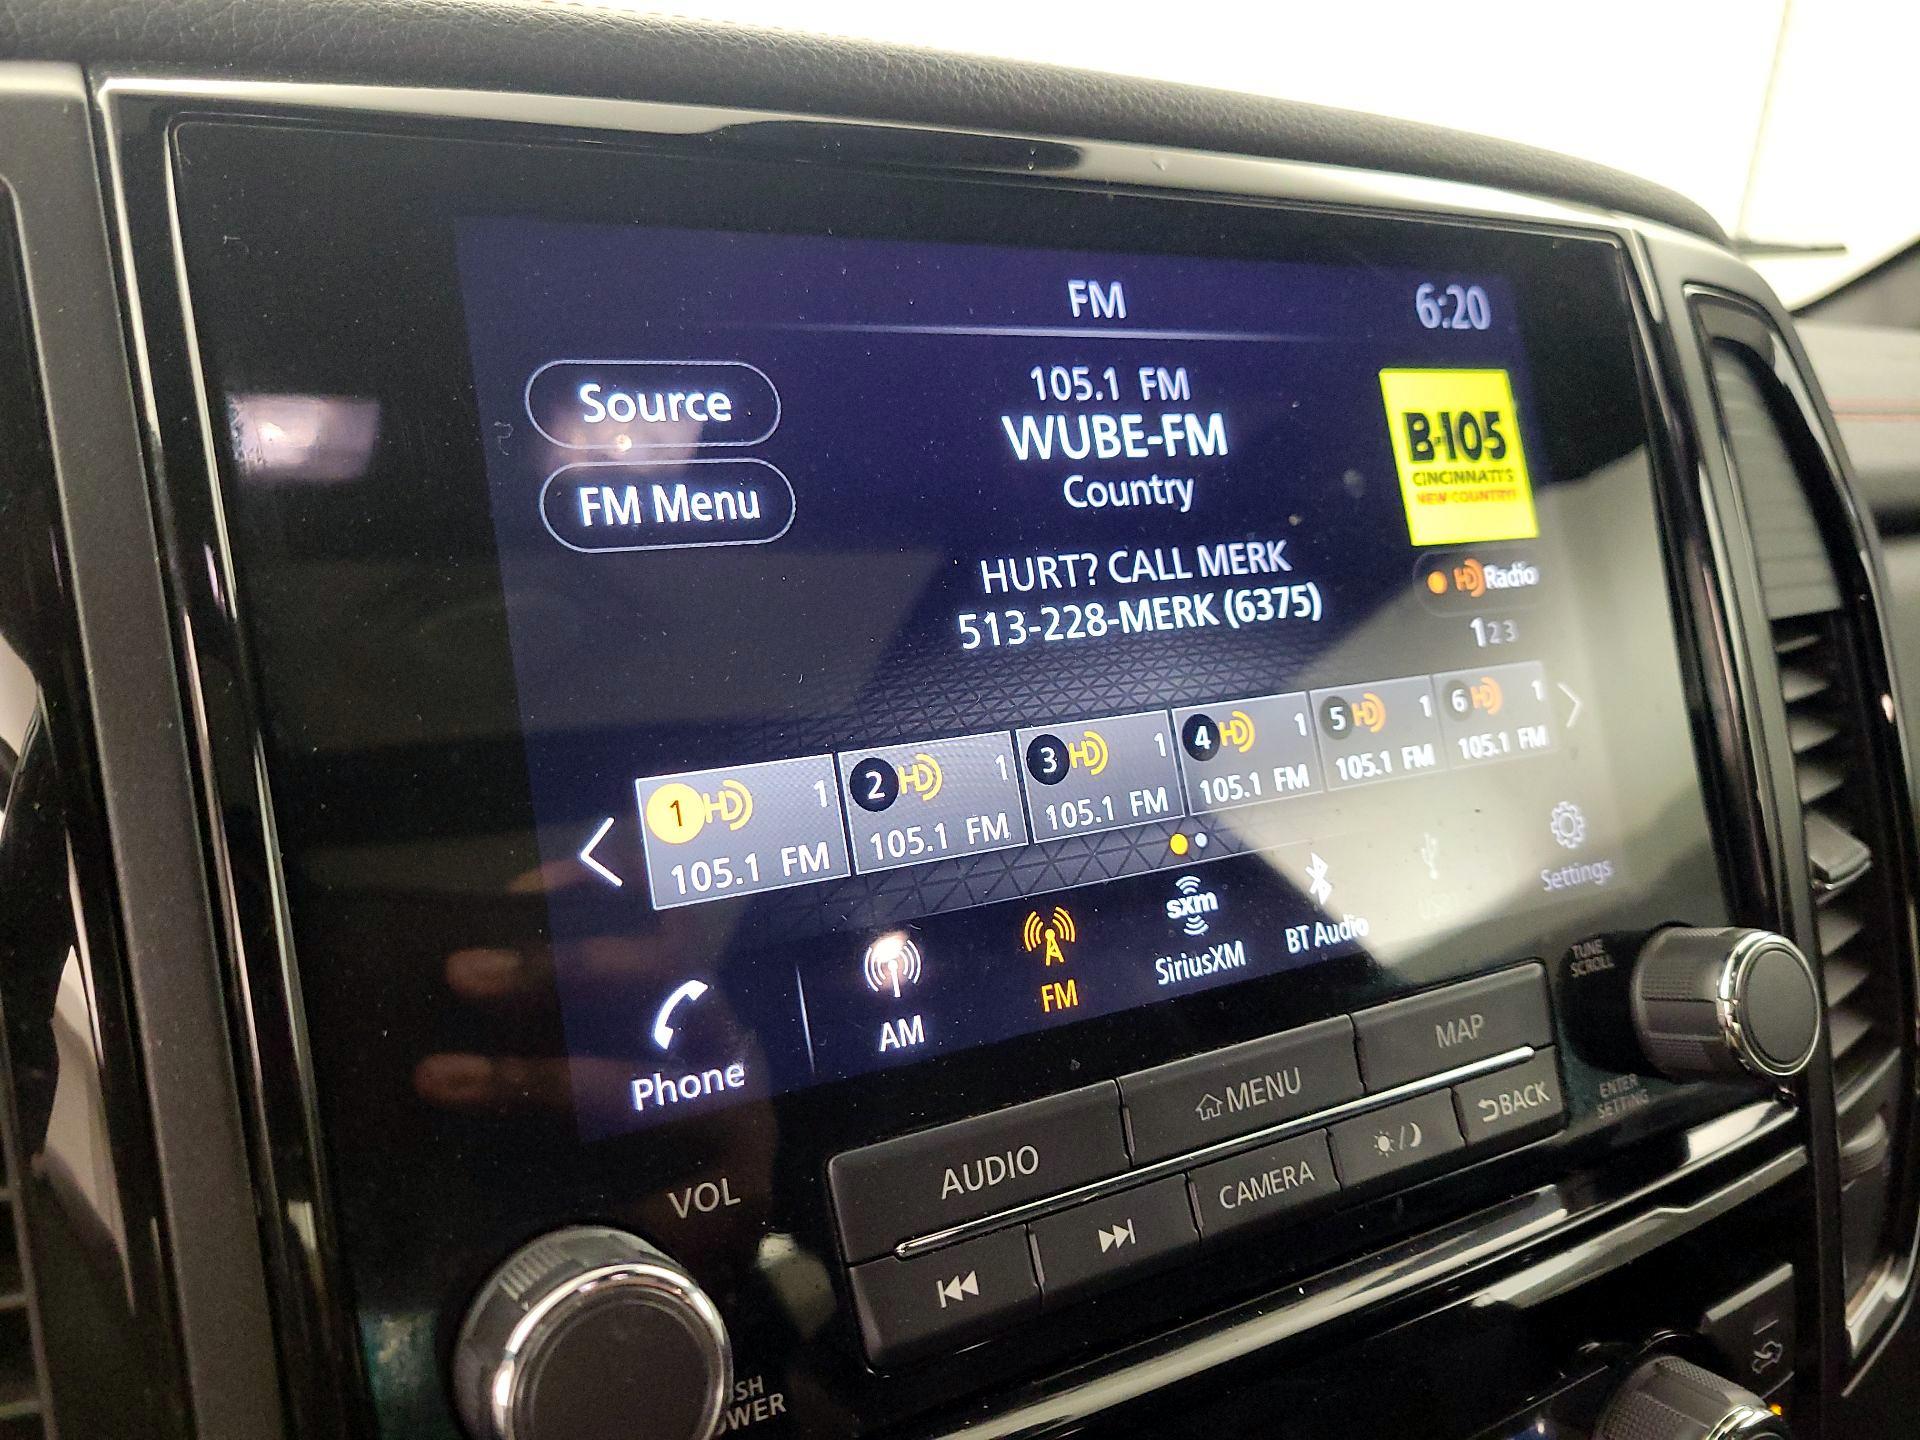 FM
6:20
Source
FM Menu
105.1 FM
WUBE-FM
Country
B-105
CINCINNATI'S
NEW COUNTRY!
HURT? CALL MERK
513-228-MERK (6375)
HD Radio
1 2 3
1 HD 1
105.1 FM
2 HD 1
105.1 FM
3 HD 1
105.1 FM
4 HD 1
105.1 FM
5 HD 1
105.1 FM
6 HD 1
105.1 FM
Phone
AM
FM
sxm
SiriusXM
BT Audio
Settings
TUNE
SCROLL
VOL
AUDIO
MENU
MAP
CAMERA
BACK
ENTER
SETTING